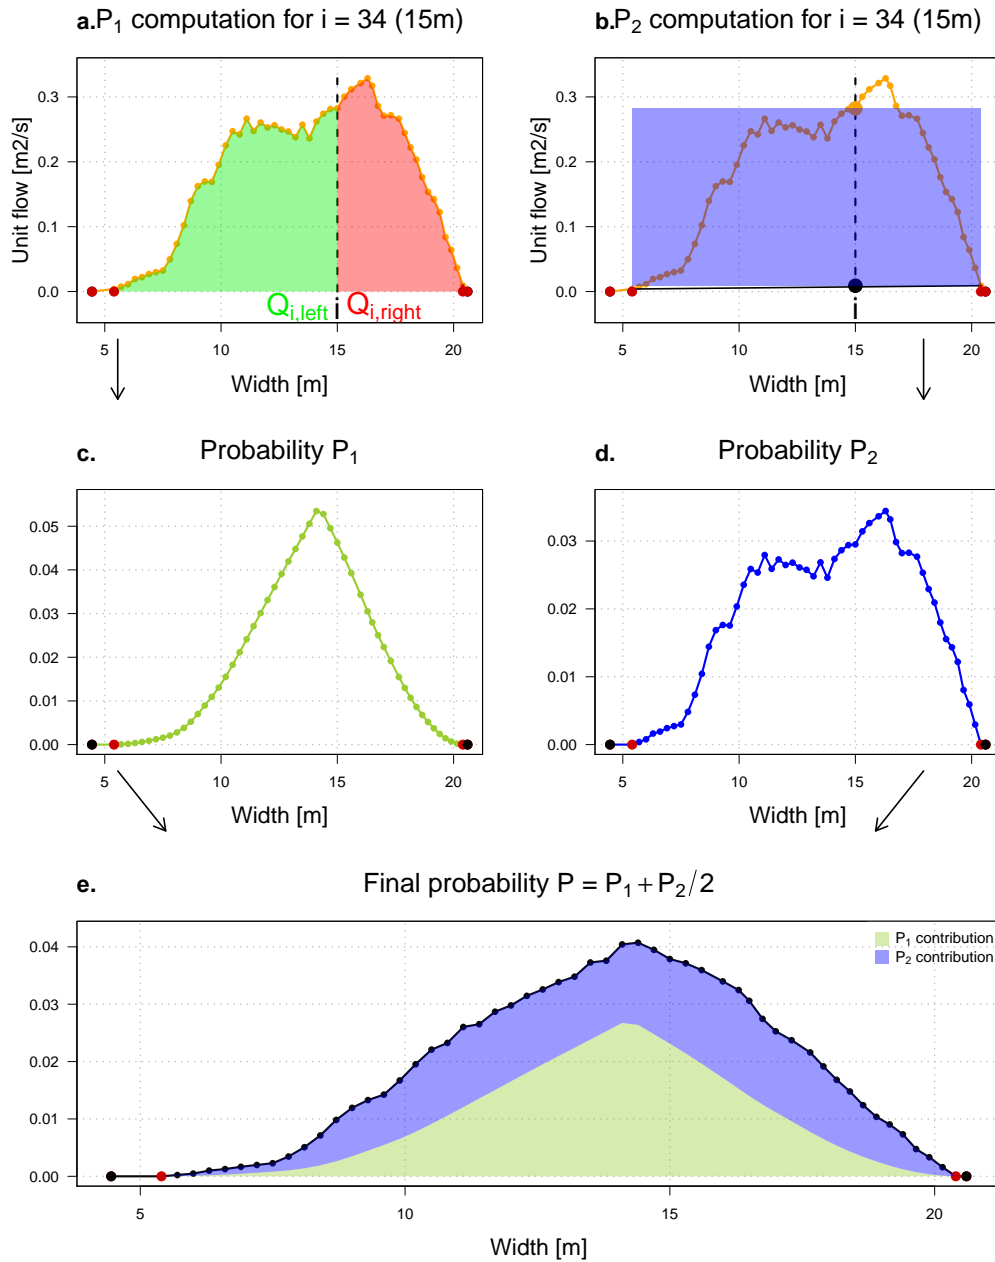 a. P₁ computation for i = 34 (15m)
b. P₂ computation for i = 34 (15m)
Unit flow [m2/s]
0.3
0.2
0.1
0.0
Q i,left
Q i,right
5 10 15 20
Width [m]
Unit flow [m2/s]
0.3
0.2
0.1
0.0
5 10 15 20
Width [m]
c. Probability P₁
0.05
0.04
0.03
0.02
0.01
0.00
5 10 15 20
Width [m]
d. Probability P₂
0.03
0.02
0.01
0.00
5 10 15 20
Width [m]
e. Final probability P = P₁ + P₂/2
0.04
0.03
0.02
0.01
0.00
P₁ contribution
P₂ contribution
5 10 15 20
Width [m]